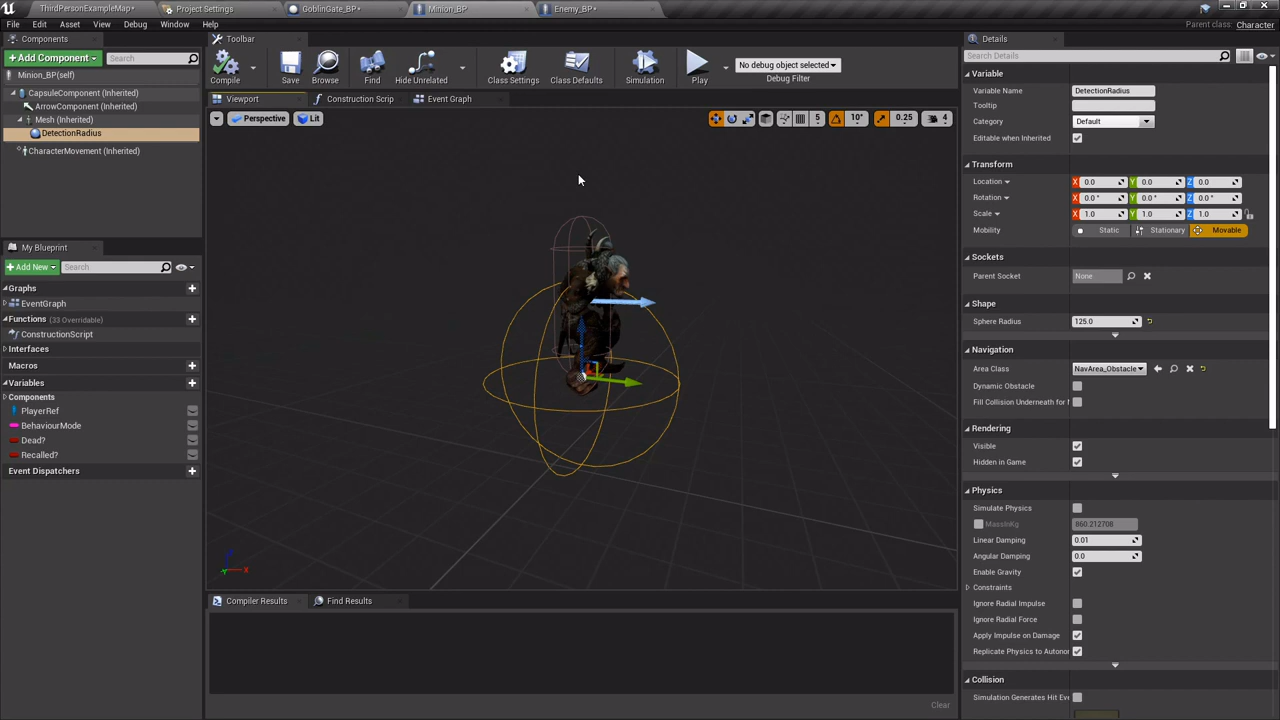 ThirdPersonExampleMap*
Project Settings
GoblinGate_BP*
Minion_BP
Enemy_BP*
File Edit Asset View Debug Window Help
Parent class: Character
Components
+Add Component
Search
Minion_BP(self)
CapsuleComponent (Inherited)
ArrowComponent (Inherited)
Mesh (Inherited)
DetectionRadius
CharacterMovement (Inherited)
My Blueprint
+Add New
Search
Graphs
EventGraph
Functions (33 Overridable)
ConstructionScript
Interfaces
Macros
Variables
Components
PlayerRef
BehaviourMode
Dead?
Recalled?
Event Dispatchers
Toolbar
Compile
Save
Browse
Find
Hide Unrelated
Class Settings
Class Defaults
Simulation
Play
No debug object selected
Debug Filter
Viewport
Construction Scrip
Event Graph
Perspective
Lit
5
10°
0.25
4
Z
X
Compiler Results
Find Results
Clear
Details
Search Details
Variable
Variable Name DetectionRadius
Tooltip
Category Default
Editable when Inherited
Transform
Location X 0.0 Y 0.0 Z 0.0
Rotation X 0.0 ° Y 0.0 ° Z 0.0 °
Scale X 1.0 Y 1.0 Z 1.0
Mobility Static Stationary Movable
Sockets
Parent Socket None
Shape
Sphere Radius 125.0
Navigation
Area Class NavArea_Obstacle
Dynamic Obstacle
Fill Collision Underneath for
Rendering
Visible
Hidden in Game
Physics
Simulate Physics
MassInKg 860.212708
Linear Damping 0.01
Angular Damping 0.0
Enable Gravity
Constraints
Ignore Radial Impulse
Ignore Radial Force
Apply Impulse on Damage
Replicate Physics to Autonor
Collision
Simulation Generates Hit Eve